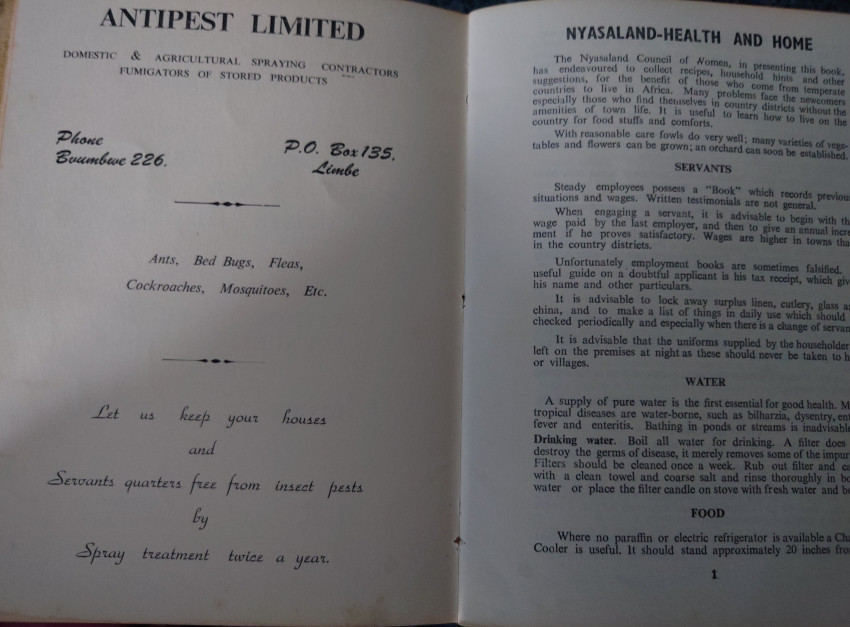 ANTIPEST LIMITED
DOMESTIC & AGRICULTURAL SPRAYING CONTRACTORS
FUMIGATORS OF STORED PRODUCTS
Phone
Bvumbwe 226.
P.O. Box 135,
Limbe
Ants, Bed Bugs, Fleas,
Cockroaches, Mosquitoes, Etc.
Let us keep your houses
and
Servants quarters free from insect pests
by
Spray treatment twice a year.
NYASALAND-HEALTH AND HOME
The Nyasaland Council of Women, in presenting this book,
has endeavoured to collect recipes, household hints and other
suggestions, for the benefit of those who come from temperate
countries to live in Africa. Many problems face the newcomers
especially those who find themselves in country districts without the
amenities of town life. It is useful to learn how to live on the
country for food stuffs and comforts.
With reasonable care fowls do very well; many varieties of vege-
tables and flowers can be grown; an orchard can soon be established.
SERVANTS
Steady employees possess a "Book" which records previou
situations and wages. Written testimonials are not general.
When engaging a servant, it is advisable to begin with th
wage paid by the last employer, and then to give an annual incre
ment if he proves satisfactory. Wages are higher in towns tha
in the country districts.
Unfortunately employment books are sometimes falsified.
useful guide on a doubtful applicant is his tax receipt, which giv
his name and other particulars.
It is advisable to lock away surplus linen, cutlery, glass a
china, and to make a list of things in daily use which should
checked periodically and especially when there is a change of servan
It is advisable that the uniforms supplied by the householder
left on the premises at night as these should never be taken to h
or villages.
WATER
A supply of pure water is the first essential for good health. M
tropical diseases are water-borne, such as bilharzia, dysentry, ent
fever and enteritis. Bathing in ponds or streams is inadvisable
Drinking water. Boil all water for drinking. A filter does
destroy the germs of disease, it merely removes some of the impur
Filters should be cleaned once a week. Rub out filter and ca
with a clean towel and coarse salt and rinse thoroughly in bo
water or place the filter candle on stove with fresh water and bo
FOOD
Where no paraffin or electric refrigerator is available a Cha
Cooler is useful. It should stand approximately 20 inches fro
1